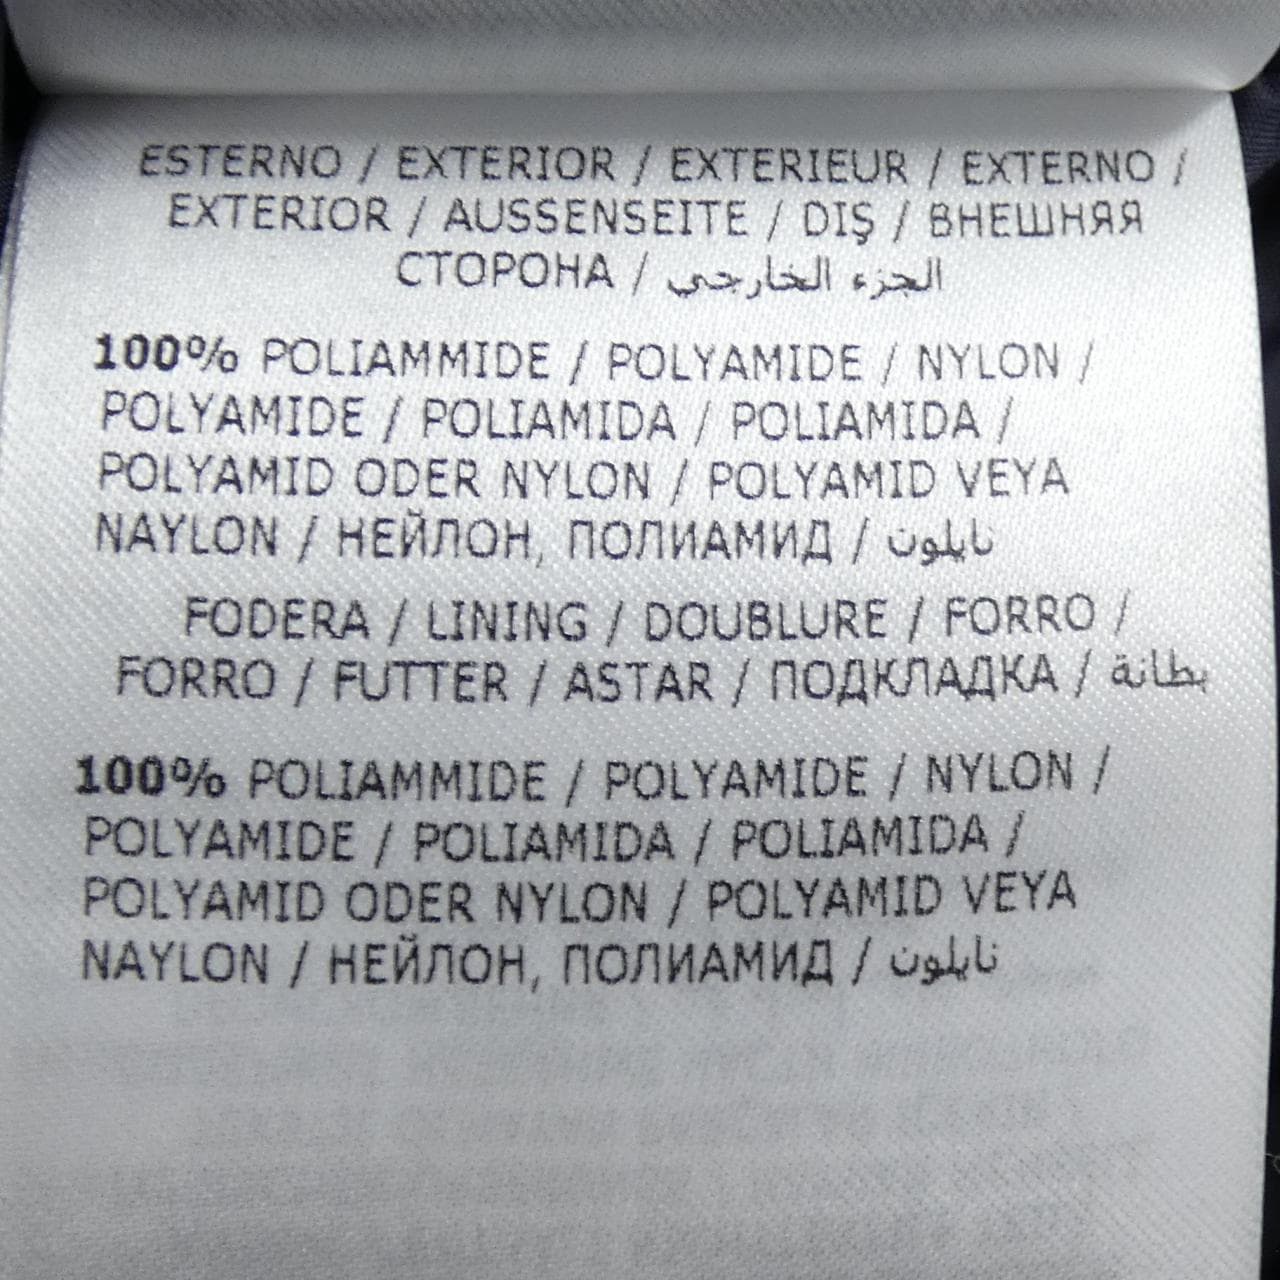 ESTERNO / EXTERIOR / EXTERIEUR / EXTERNO /
EXTERIOR / AUSSENSEITE / DIŞ / ВНЕШНЯЯ
СТОРОНА / الجزء الخارجي
100% POLIAMMIDE / POLYAMIDE / NYLON /
POLYAMIDE / POLIAMIDA / POLIAMIDA /
POLYAMID ODER NYLON / POLYAMID VEYA
NAYLON / НЕЙЛОН, ПОЛИАМИД / نايلون
FODERA / LINING / DOUBLURE / FORRO /
FORRO / FUTTER / ASTAR / ПОДКЛАДКА / بطانة
100% POLIAMMIDE / POLYAMIDE / NYLON /
POLYAMIDE / POLIAMIDA / POLIAMIDA /
POLYAMID ODER NYLON / POLYAMID VEYA
NAYLON / НЕЙЛОН, ПОЛИАМИД / نايلون